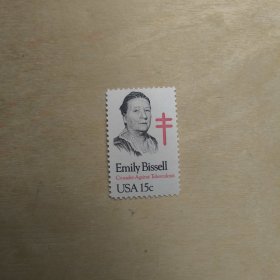 Emily Bissell
Crusader Against Tuberculosis
USA 15c